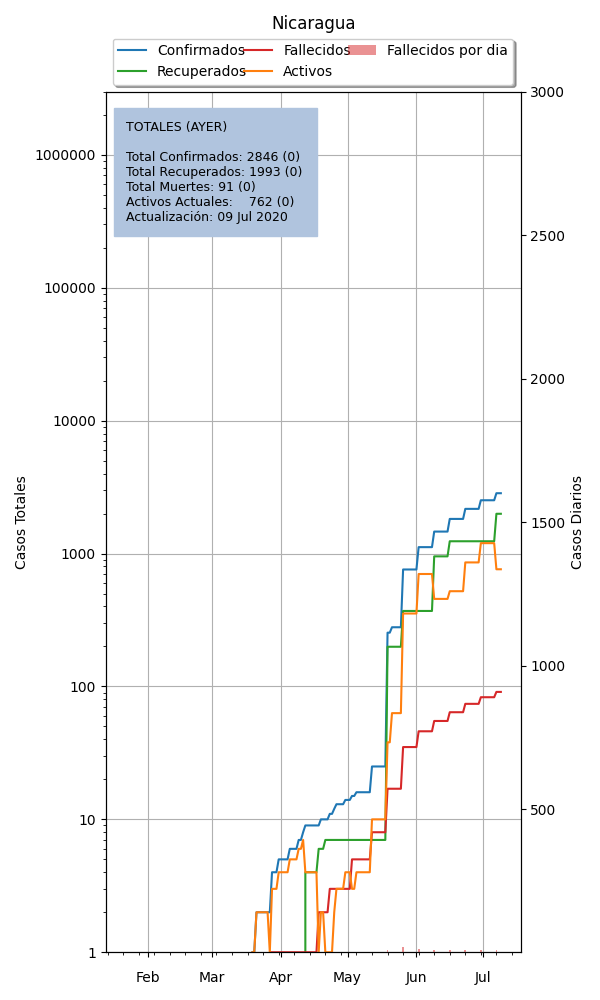 Nicaragua
Confirmados Fallecidos Fallecidos por dia
Recuperados Activos
TOTALES (AYER)
Total Confirmados: 2846 (0)
Total Recuperados: 1993 (0)
Total Muertes: 91 (0)
Activos Actuales: 762 (0)
Actualización: 09 Jul 2020
Casos Totales
1000000
100000
10000
1000
100
10
1
3000
2500
2000
1500
1000
500
Casos Diarios
Feb Mar Apr May Jun Jul